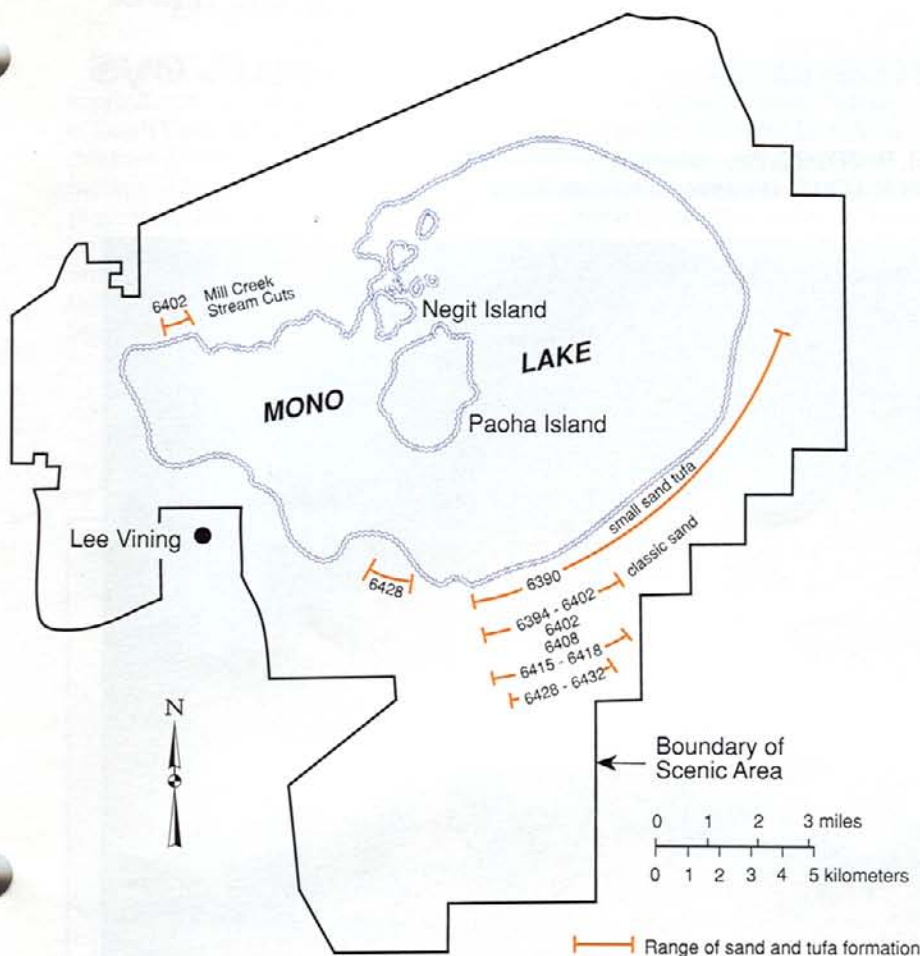 6402
Mill Creek
Stream Cuts
Negit Island
MONO
LAKE
Paoha Island
small sand tufa
Lee Vining
6428
6390
classic sand
6394 - 6402
6402
6408
6415 - 6418
6428 - 6432
N
Boundary of
Scenic Area
0 1 2 3 miles
0 1 2 3 4 5 kilometers
Range of sand and tufa formation